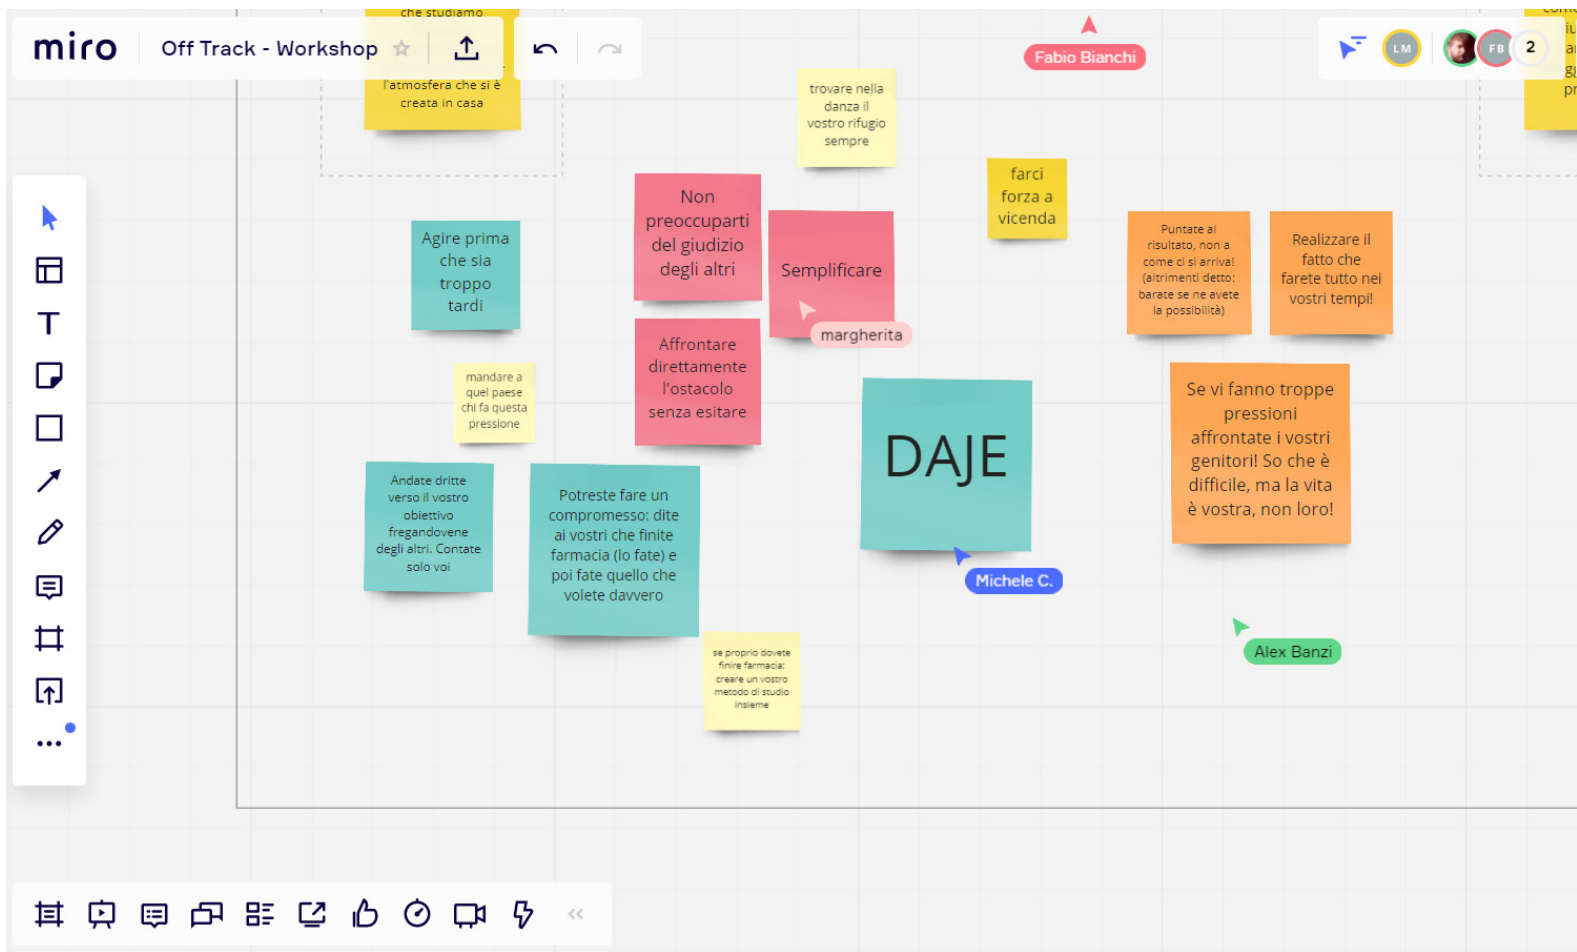 che studiamo
l'atmosfera che si è
creata in casa
miro
Off Track - Workshop
Fabio Bianchi
LM
FB
2
trovare nella
danza il
vostro rifugio
sempre
farci
forza a
vicenda
Non
preoccuparti
del giudizio
degli altri
Semplificare
margherita
Agire prima
che sia
troppo
tardi
Puntate al
risultato, non a
come ci si arriva!
(altrimenti detto:
barate se ne avete
la possibilità)
Realizzare il
fatto che
farete tutto nei
vostri tempi!
Affrontare
direttamente
l'ostacolo
senza esitare
mandare a
quel paese
chi fa questa
pressione
DAJE
Michele C.
Se vi fanno troppe
pressioni
affrontate i vostri
genitori! So che è
difficile, ma la vita
è vostra, non loro!
Andate dritte
verso il vostro
obiettivo
fregandovene
degli altri. Contate
solo voi
Potreste fare un
compromesso: dite
ai vostri che finite
farmacia (lo fate) e
poi fate quello che
volete davvero
Alex Banzi
se proprio dovete
finire farmacia:
creare un vostro
metodo di studio
insieme